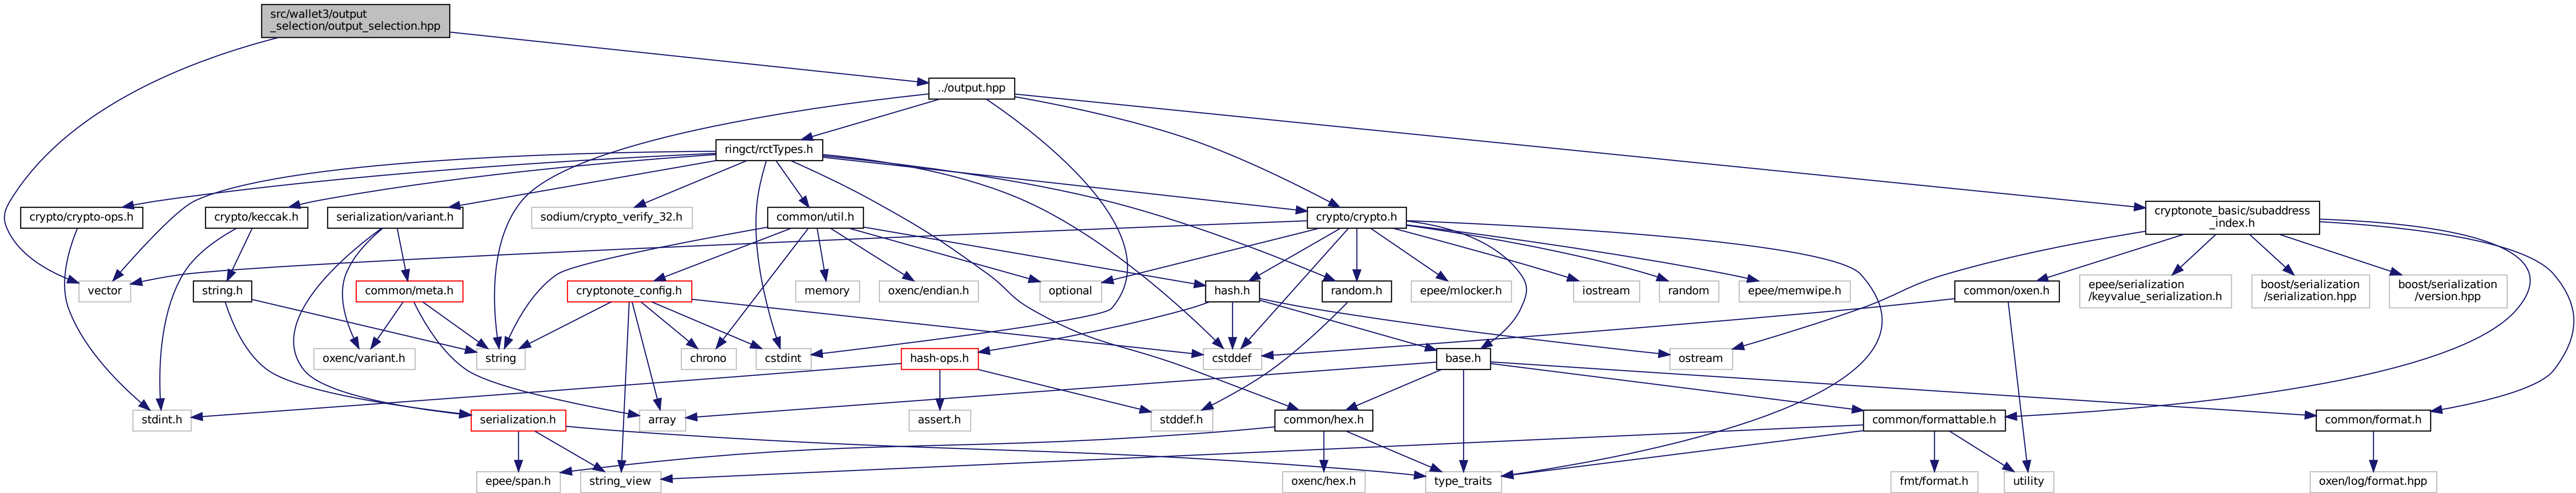 src/wallet3/output
_selection/output_selection.hpp
../output.hpp
ringct/rctTypes.h
crypto/crypto-ops.h
crypto/keccak.h
serialization/variant.h
sodium/crypto_verify_32.h
common/util.h
crypto/crypto.h
cryptonote_basic/subaddress
_index.h
vector
string.h
common/meta.h
cryptonote_config.h
memory
oxenc/endian.h
optional
hash.h
random.h
epee/mlocker.h
iostream
random
epee/memwipe.h
common/oxen.h
epee/serialization
/keyvalue_serialization.h
boost/serialization
/serialization.hpp
boost/serialization
/version.hpp
oxenc/variant.h
string
chrono
cstdint
hash-ops.h
cstddef
base.h
ostream
stdint.h
serialization.h
array
assert.h
stddef.h
common/hex.h
common/formattable.h
common/format.h
epee/span.h
string_view
oxenc/hex.h
type_traits
fmt/format.h
utility
oxen/log/format.hpp